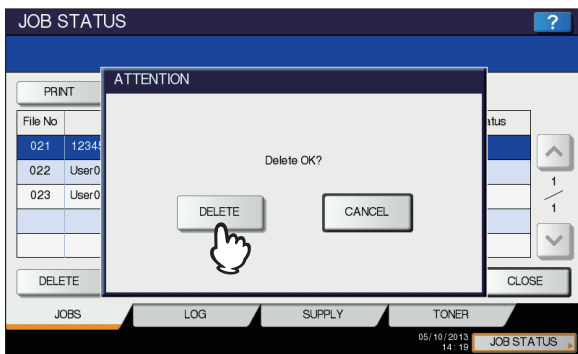 JOB STATUS ?
ATTENTION
PRINT
File No atus
021 12345
022 User0
023 User0
Delete OK?
DELETE CANCEL
1
1
DELETE CLOSE
JOBS LOG SUPPLY TONER
05/10/2013
14:19
JOB STATUS